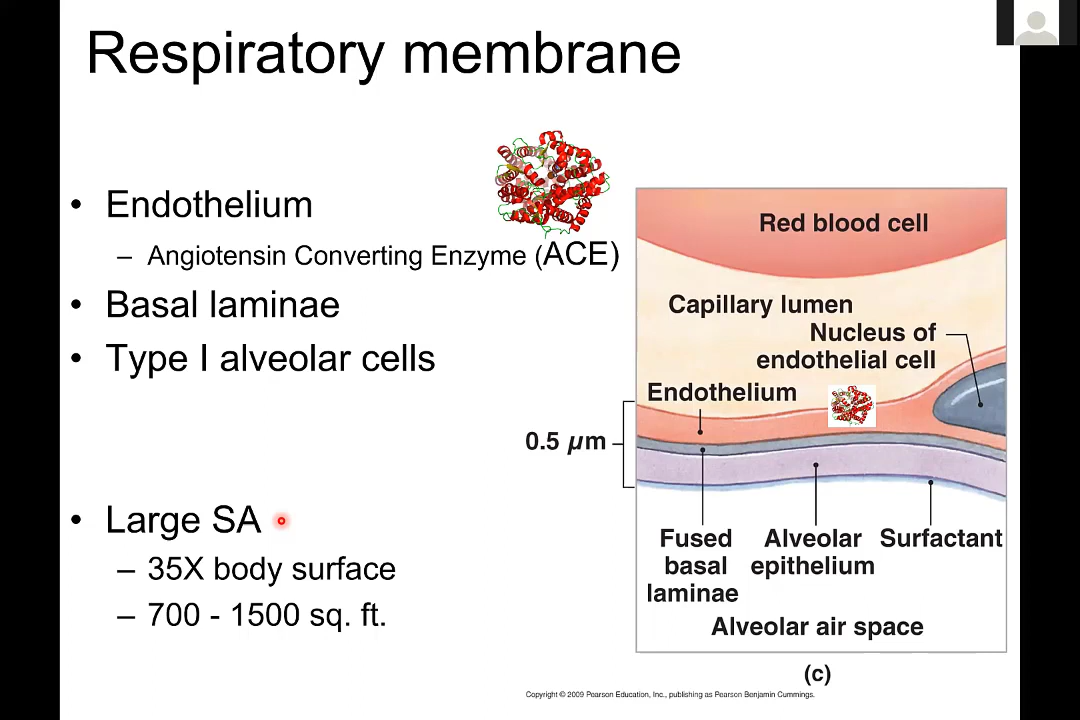 Respiratory membrane
• Endothelium
– Angiotensin Converting Enzyme (ACE)
• Basal laminae
• Type I alveolar cells
• Large SA
– 35X body surface
– 700 - 1500 sq. ft.
Red blood cell
Capillary lumen
Nucleus of
endothelial cell
Endothelium
0.5 µm
Fused
basal
laminae
Alveolar
epithelium
Surfactant
Alveolar air space
(c)
Copyright © 2009 Pearson Education, Inc., publishing as Pearson Benjamin Cummings.